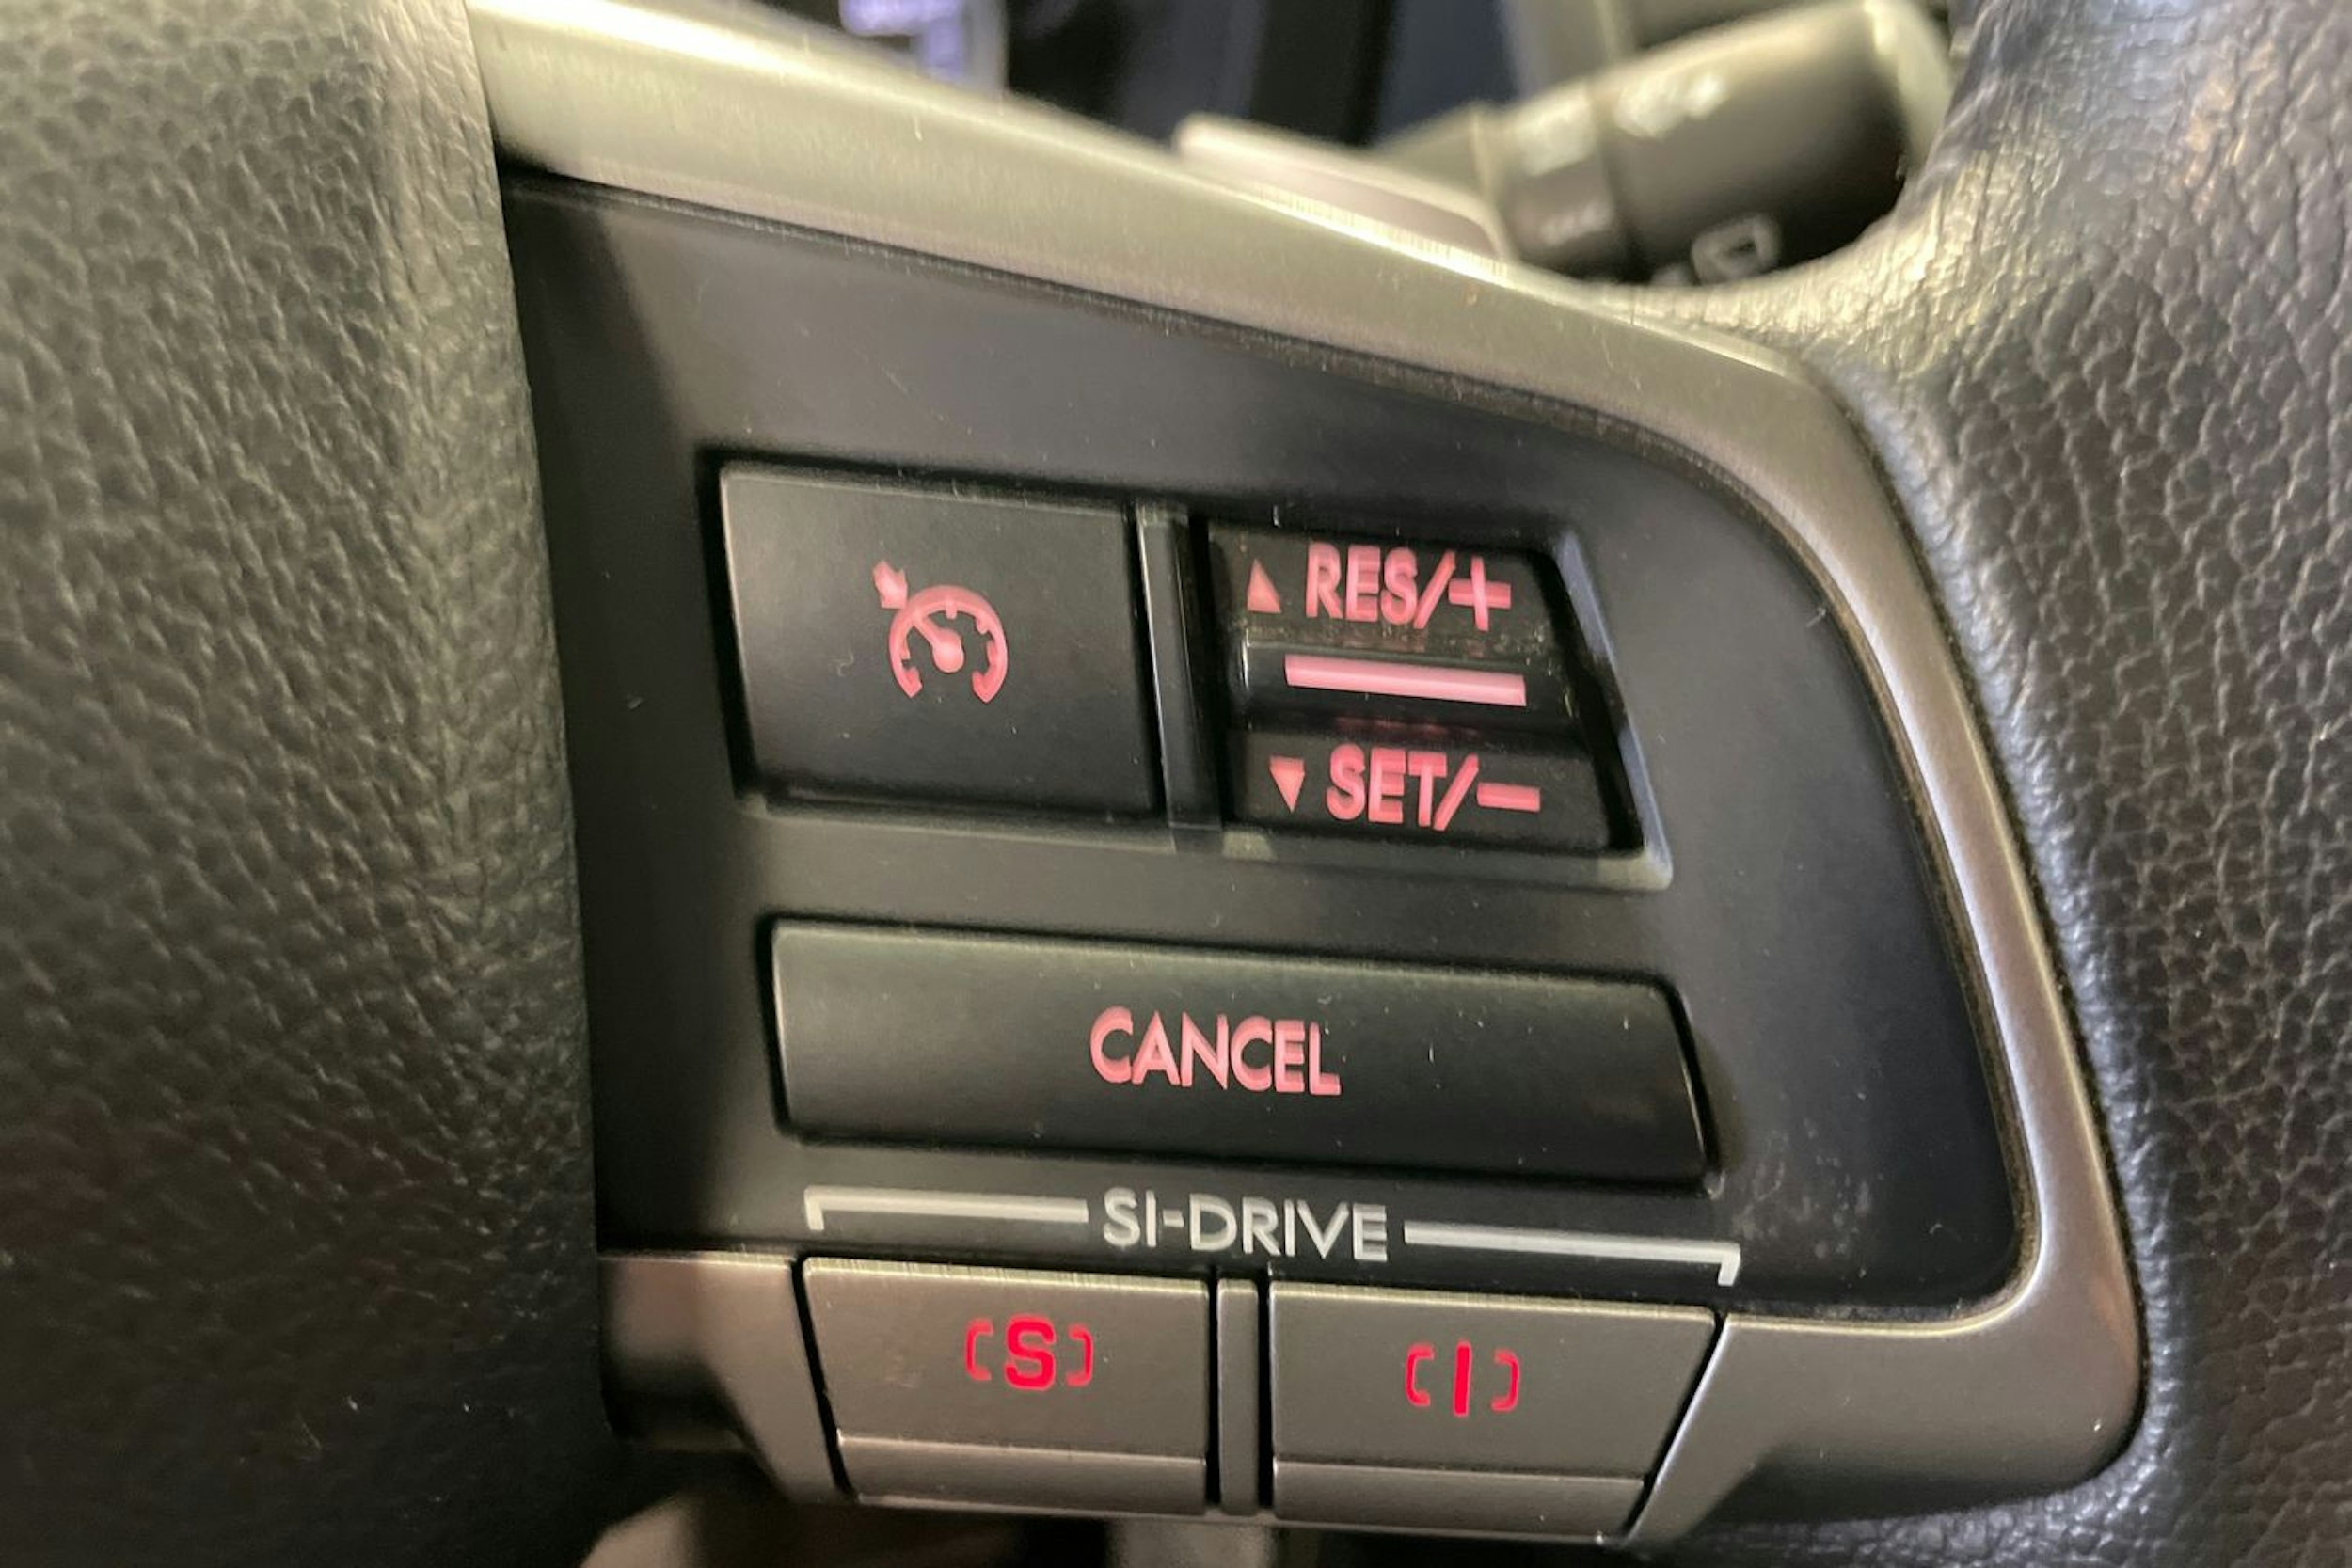 ▲ RES/+
▼ SET/−
CANCEL
SI-DRIVE
[S] [I]